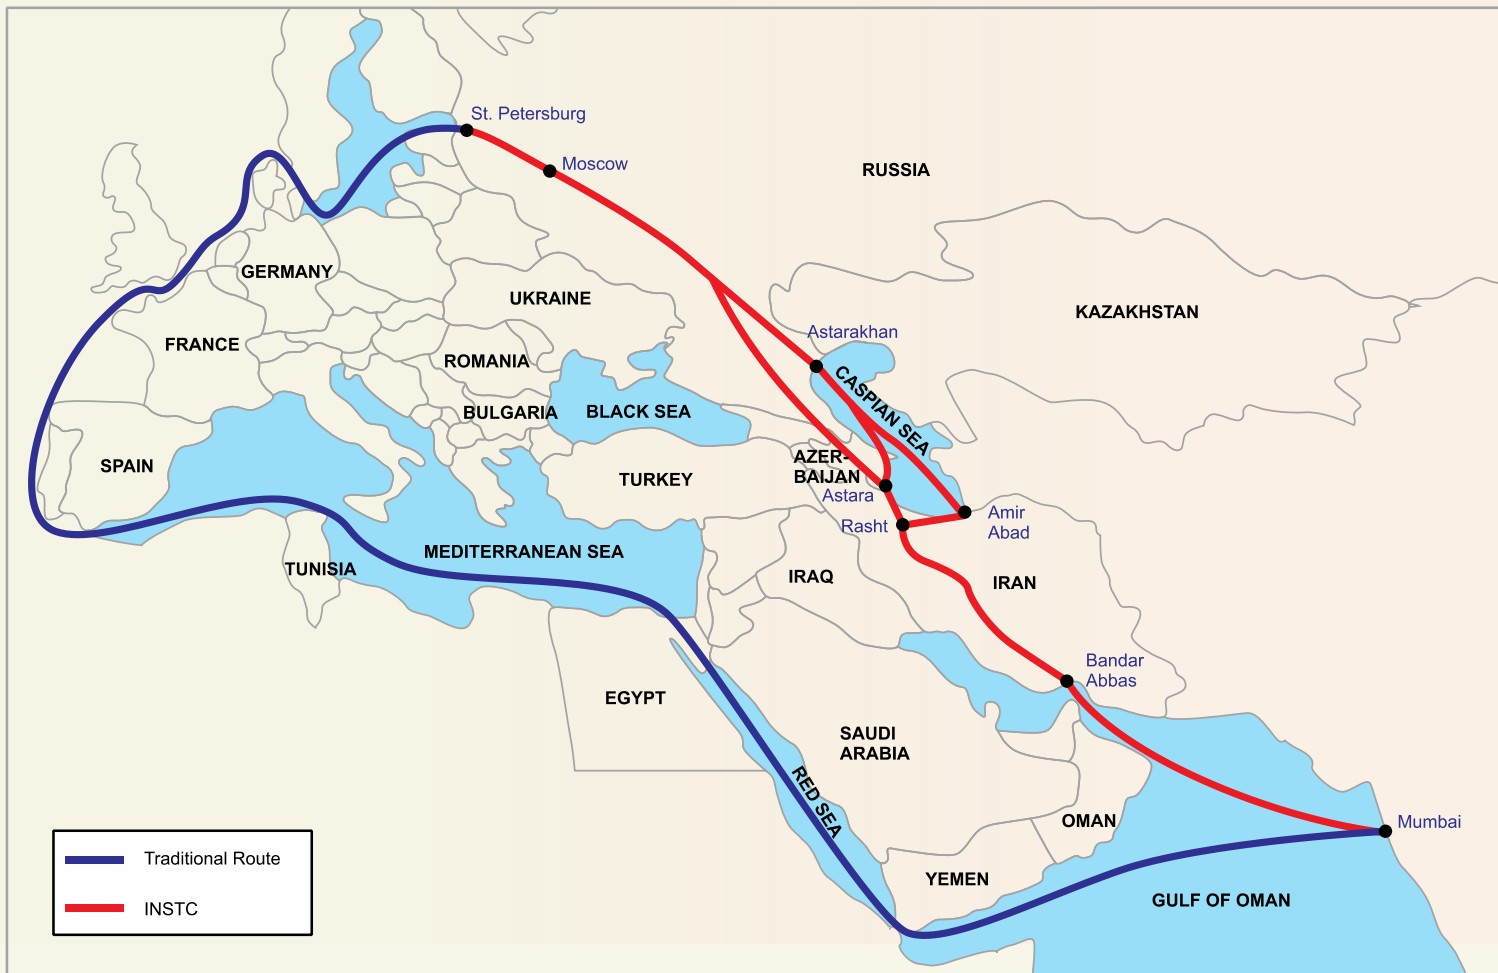 St. Petersburg
Moscow
RUSSIA
GERMANY
UKRAINE
KAZAKHSTAN
Astarakhan
FRANCE
ROMANIA
CASPIAN SEA
BULGARIA
BLACK SEA
SPAIN
TURKEY
AZER-
BAIJAN
Astara
Rasht
Amir
Abad
MEDITERRANEAN SEA
TUNISIA
IRAQ
IRAN
Bandar
Abbas
EGYPT
SAUDI
ARABIA
RED SEA
OMAN
Mumbai
YEMEN
GULF OF OMAN
Traditional Route
INSTC